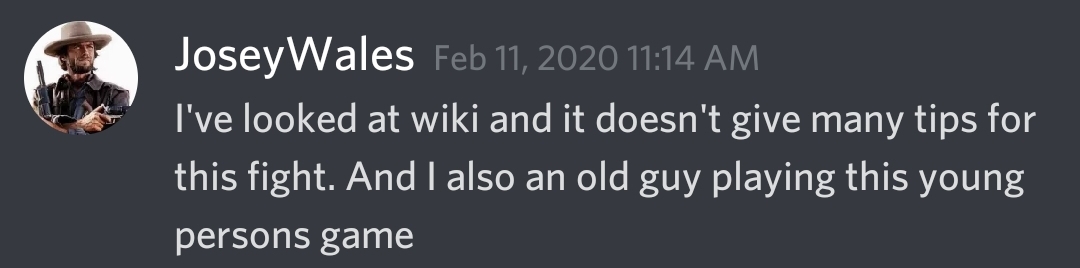 JoseyWales Feb 11, 2020 11:14 AM
I've looked at wiki and it doesn't give many tips for
this fight. And I also an old guy playing this young
persons game